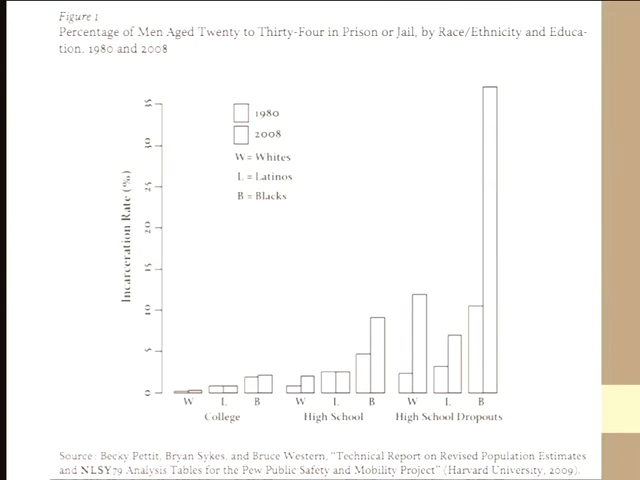 Figure 1
Percentage of Men Aged Twenty to Thirty-Four in Prison or Jail, by Race/Ethnicity and Educa-
tion, 1980 and 2008
1980
2008
W = Whites
L = Latinos
B = Blacks
Incarceration Rate (%)
35
30
25
20
15
10
5
0
W L B W L B W L B
College High School High School Dropouts
Source: Becky Pettit, Bryan Sykes, and Bruce Western, “Technical Report on Revised Population Estimates
and NLSY79 Analysis Tables for the Pew Public Safety and Mobility Project” (Harvard University, 2009).